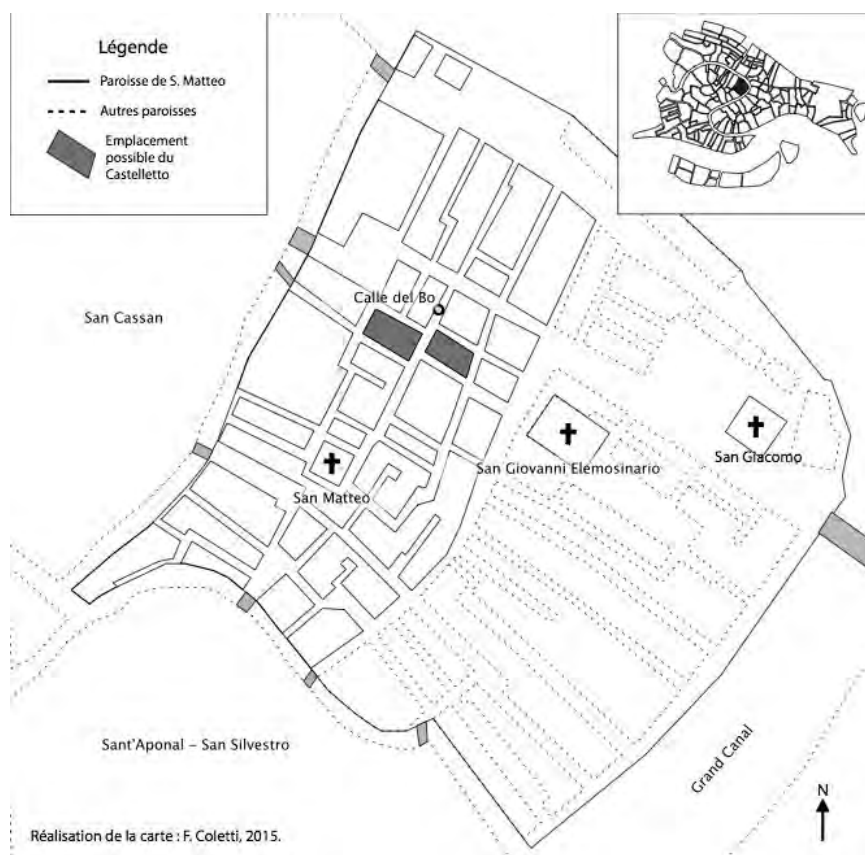 Légende
Paroisse de S. Matteo
Autres paroisses
Emplacement
possible du
Castelletto
Calle del Bo
San Cassan
San Giovanni Elemosinario
San Giacomo
San Matteo
Sant'Aponal – San Silvestro
Grand Canal
N
Réalisation de la carte : F. Coletti, 2015.